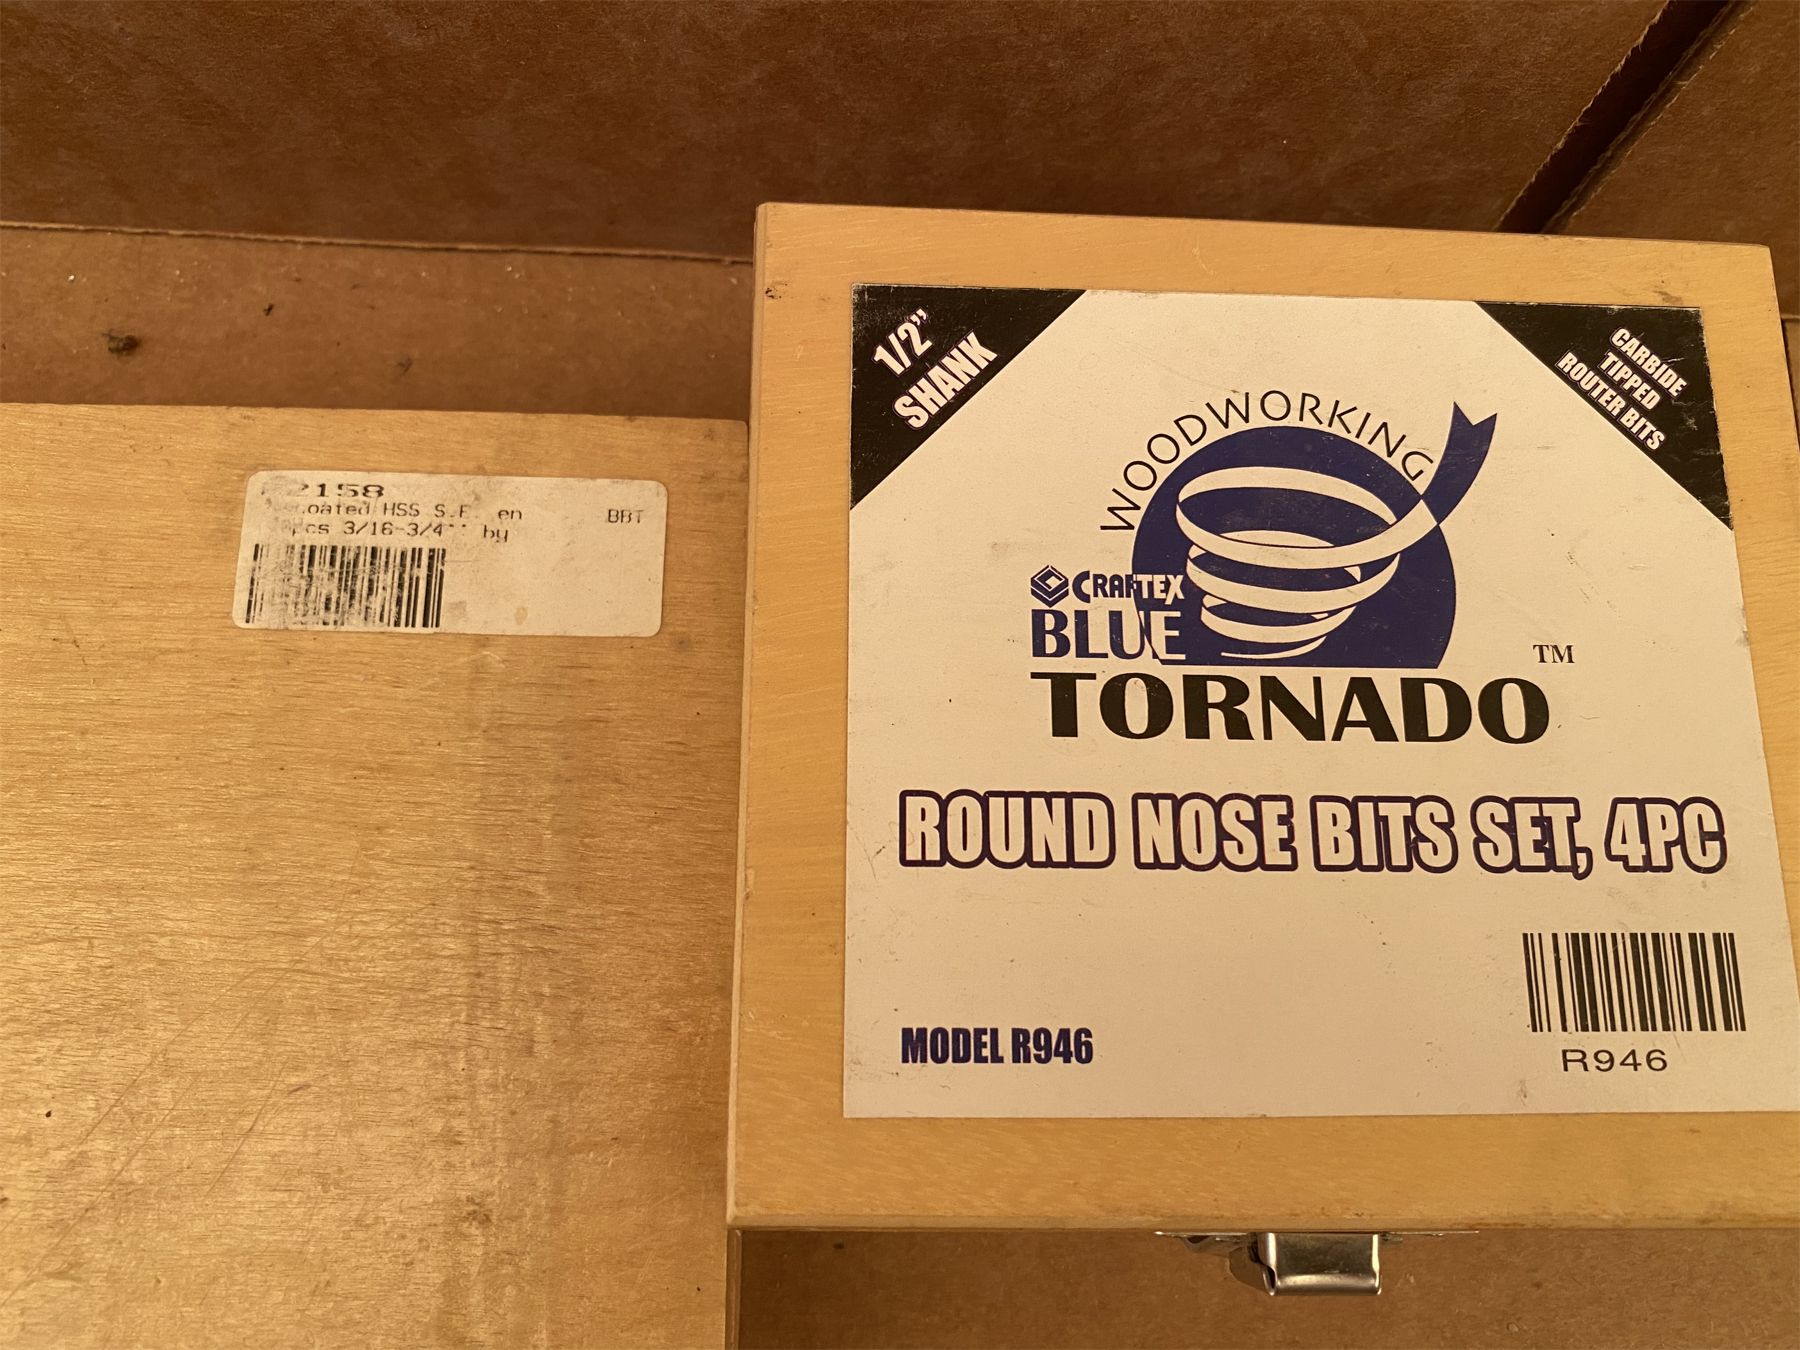 2158
HSS S.E. en
BBT
pcs 3/16-3/4'' by
1/2" SHANK
CARBIDE
TIPPED
ROUTER BITS
WOODWORKING
CRAFTEX
BLUE
TORNADO
TM
ROUND NOSE BITS SET, 4PC
MODEL R946
R946